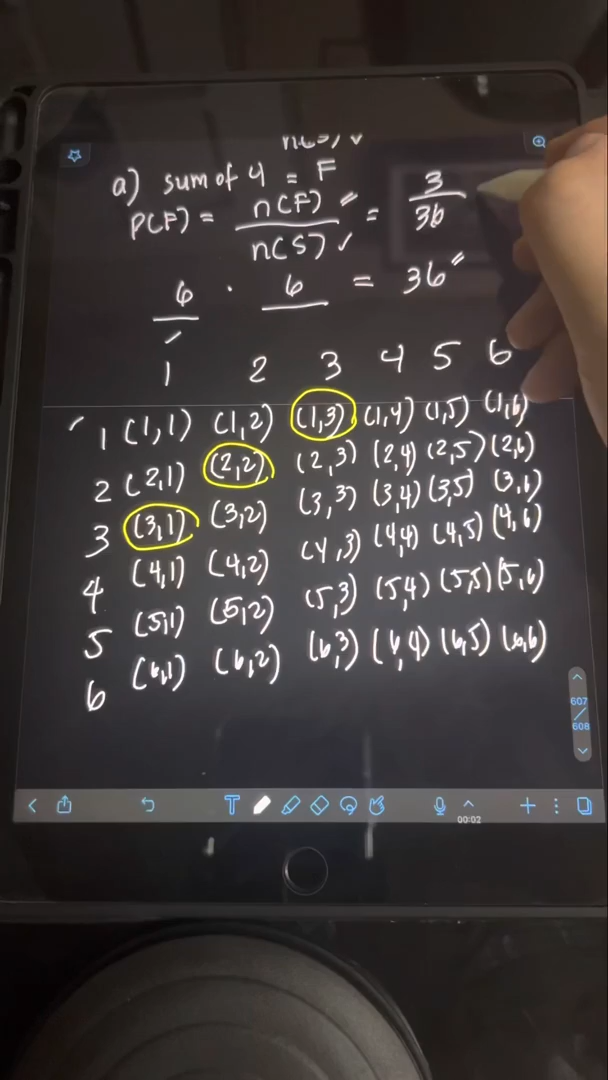 n(S)
a) sum of 4 = F
P(F) = n(F) / n(S) = 3/36
6 . 6 = 36
1 2 3 4 5 6
1 (1,1) (1,2) (1,3) (1,4) (1,5) (1,6)
2 (2,1) (2,2) (2,3) (2,4) (2,5) (2,6)
3 (3,1) (3,2) (3,3) (3,4) (3,5) (3,6)
4 (4,1) (4,2) (4,3) (4,4) (4,5) (4,6)
5 (5,1) (5,2) (5,3) (5,4) (5,5) (5,6)
6 (6,1) (6,2) (6,3) (6,4) (6,5) (6,6)
607
/
608
T
00:02